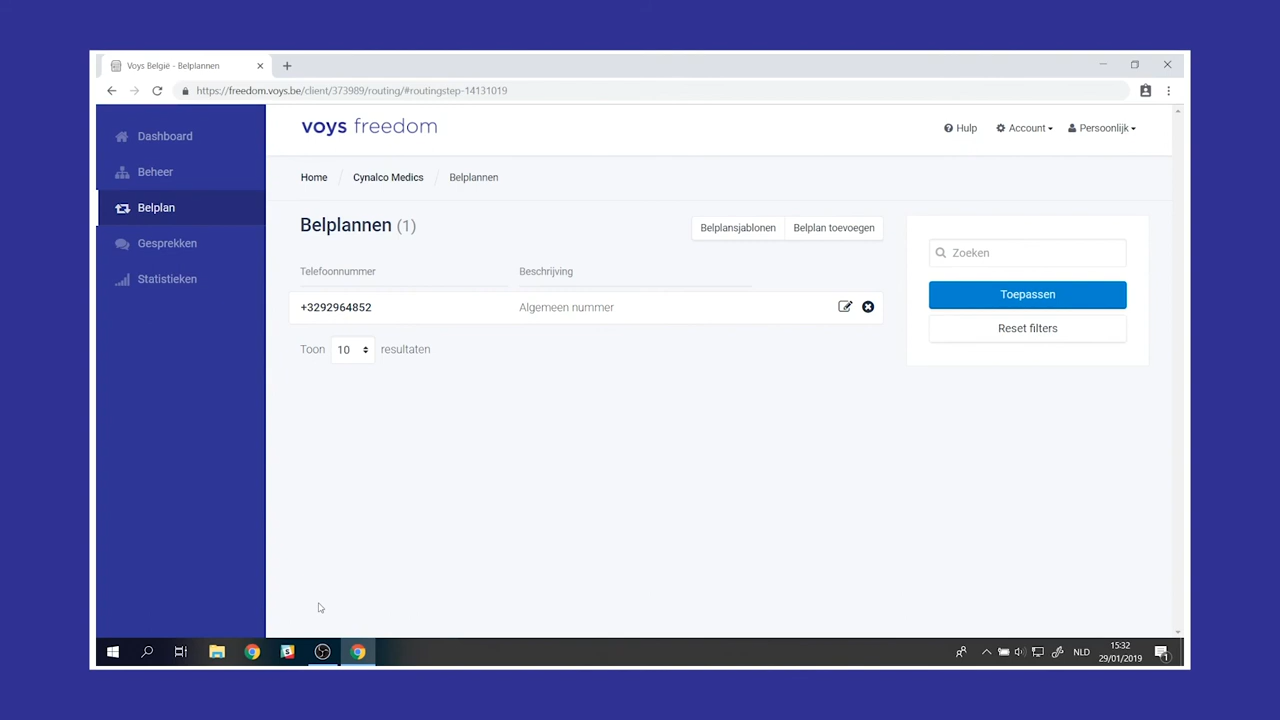 Voys België - Belplannen
https://freedom.voys.be/client/373989/routing/#routingstep-14131019
Dashboard
Beheer
Belplan
Gesprekken
Statistieken
voys freedom
Hulp
Account
Persoonlijk
Home / Cynalco Medics / Belplannen
Belplannen (1)
Belplansjablonen
Belplan toevoegen
Telefoonnummer Beschrijving
+3292964852 Algemeen nummer
Toon 10 resultaten
Zoeken
Toepassen
Reset filters
NLD
15:32
29/01/2019
1